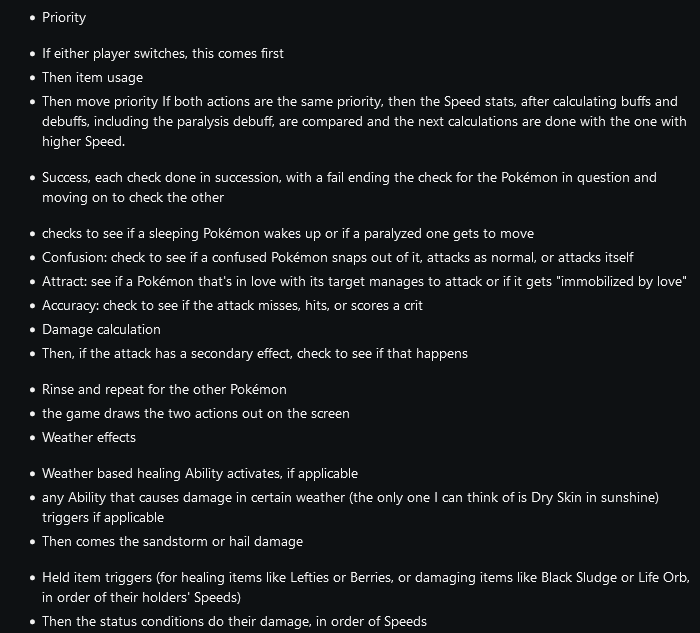 • Priority
• If either player switches, this comes first
• Then item usage
• Then move priority If both actions are the same priority, then the Speed stats, after calculating buffs and
debuffs, including the paralysis debuff, are compared and the next calculations are done with the one with
higher Speed.
• Success, each check done in succession, with a fail ending the check for the Pokémon in question and
moving on to check the other
• checks to see if a sleeping Pokémon wakes up or if a paralyzed one gets to move
• Confusion: check to see if a confused Pokémon snaps out of it, attacks as normal, or attacks itself
• Attract: see if a Pokémon that's in love with its target manages to attack or if it gets "immobilized by love"
• Accuracy: check to see if the attack misses, hits, or scores a crit
• Damage calculation
• Then, if the attack has a secondary effect, check to see if that happens
• Rinse and repeat for the other Pokémon
• the game draws the two actions out on the screen
• Weather effects
• Weather based healing Ability activates, if applicable
• any Ability that causes damage in certain weather (the only one I can think of is Dry Skin in sunshine)
triggers if applicable
• Then comes the sandstorm or hail damage
• Held item triggers (for healing items like Lefties or Berries, or damaging items like Black Sludge or Life Orb,
in order of their holders' Speeds)
• Then the status conditions do their damage, in order of Speeds